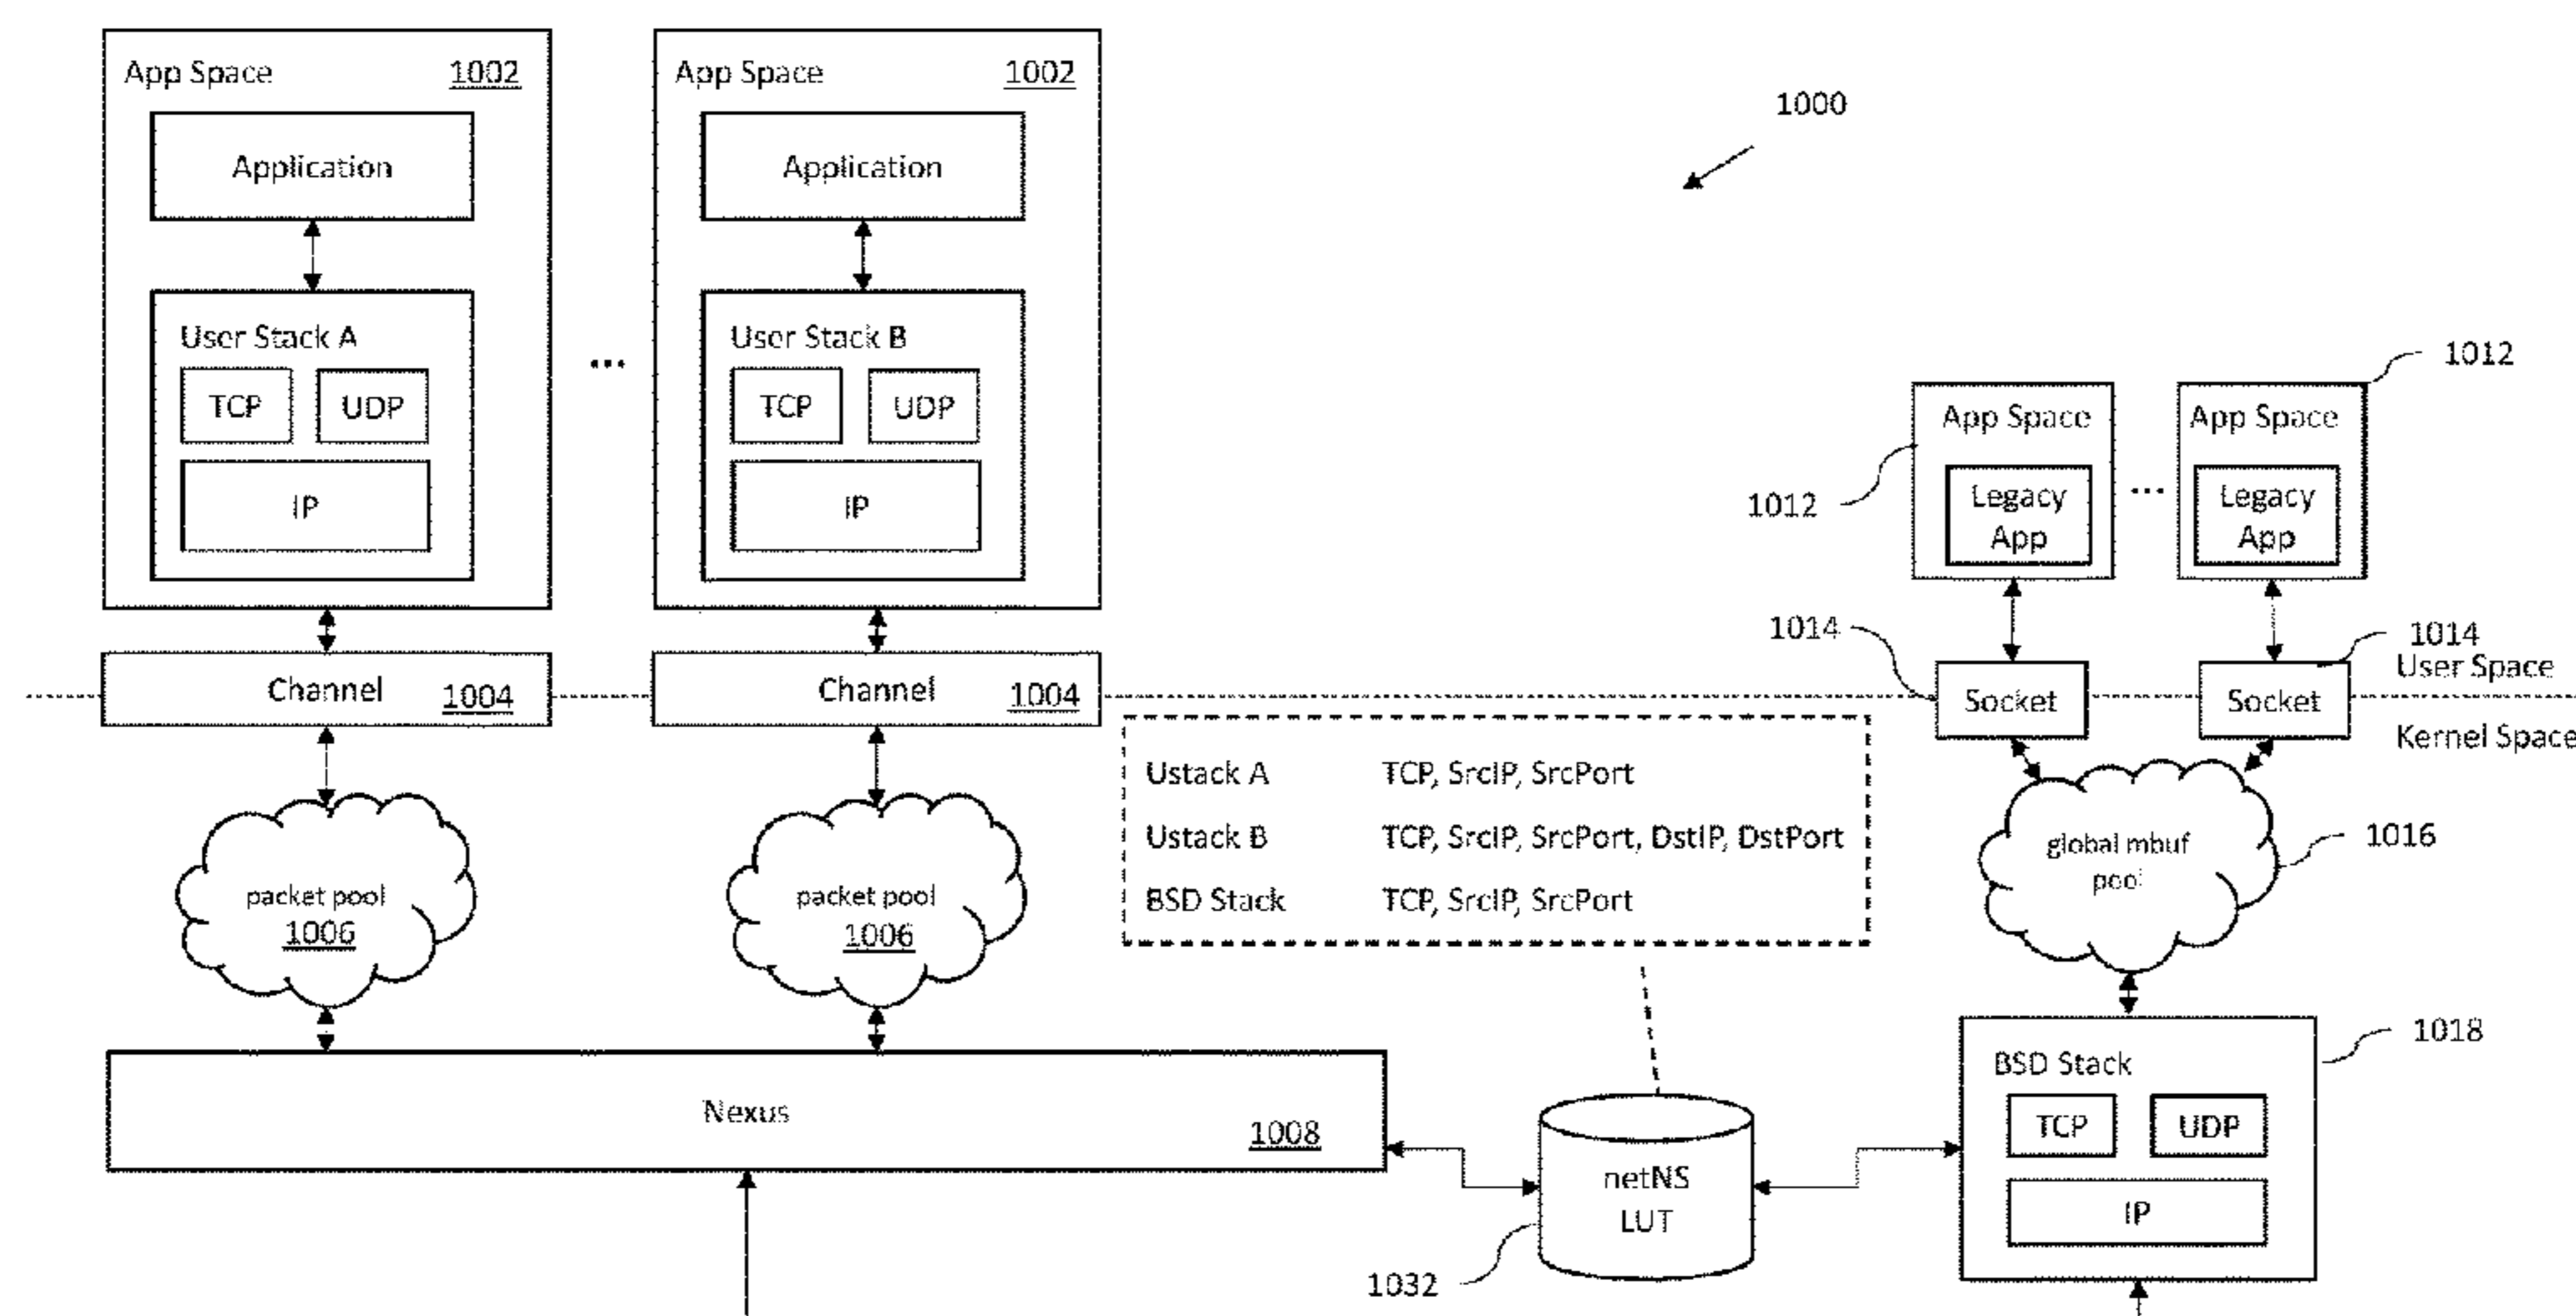 App Space 1002
Application
User Stack A
TCP UDP
IP
Channel 1004
packet pool
1006
...
App Space 1002
Application
User Stack B
TCP UDP
IP
Channel 1004
packet pool
1006
Nexus
1008
1000
1012
App Space
Legacy
App
1012
...
App Space
Legacy
App
1014
Socket
1014
Socket
User Space
Kernel Space
Ustack A TCP, SrcIP, SrcPort
Ustack B TCP, SrcIP, SrcPort, DstIP, DstPort
BSD Stack TCP, SrcIP, SrcPort
global mbuf
pool
1016
netNS
LUT
1032
1018
BSD Stack
TCP UDP
IP